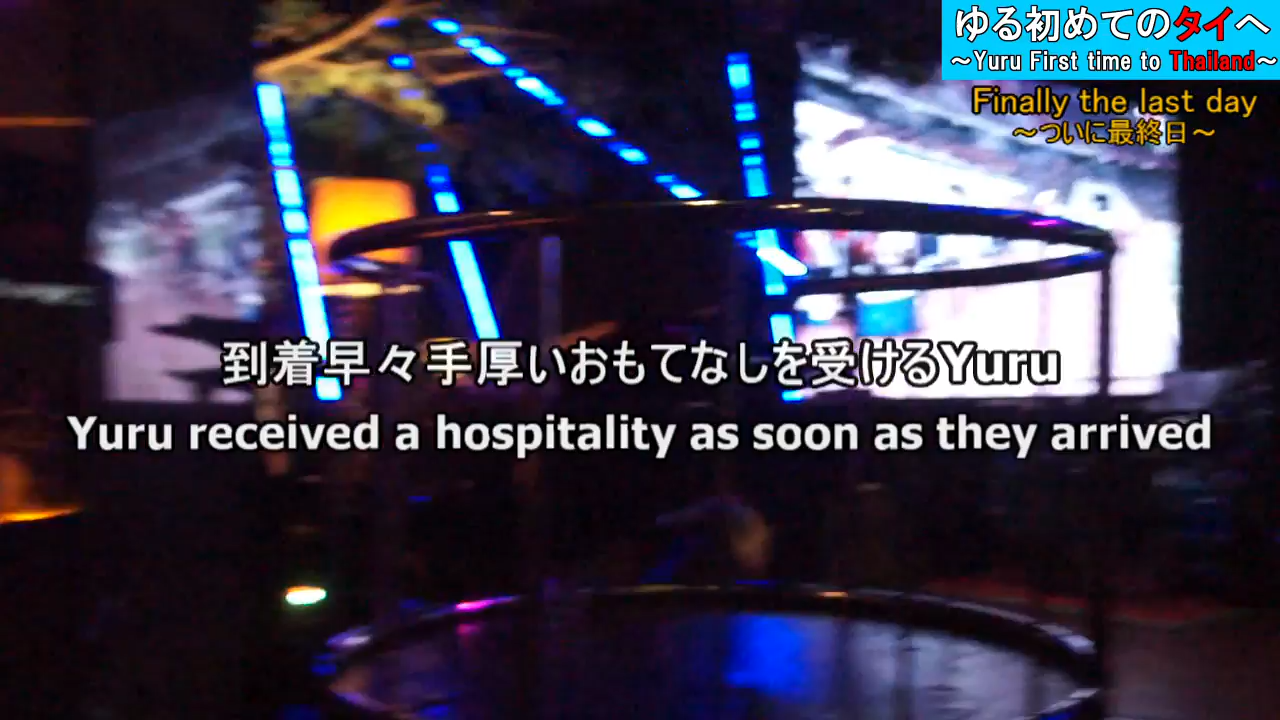 ゆる初めてのタイへ
～Yuru First time to Thailand～
Finally the last day
～ついに最終日～
到着早々手厚いおもてなしを受けるYuru
Yuru received a hospitality as soon as they arrived